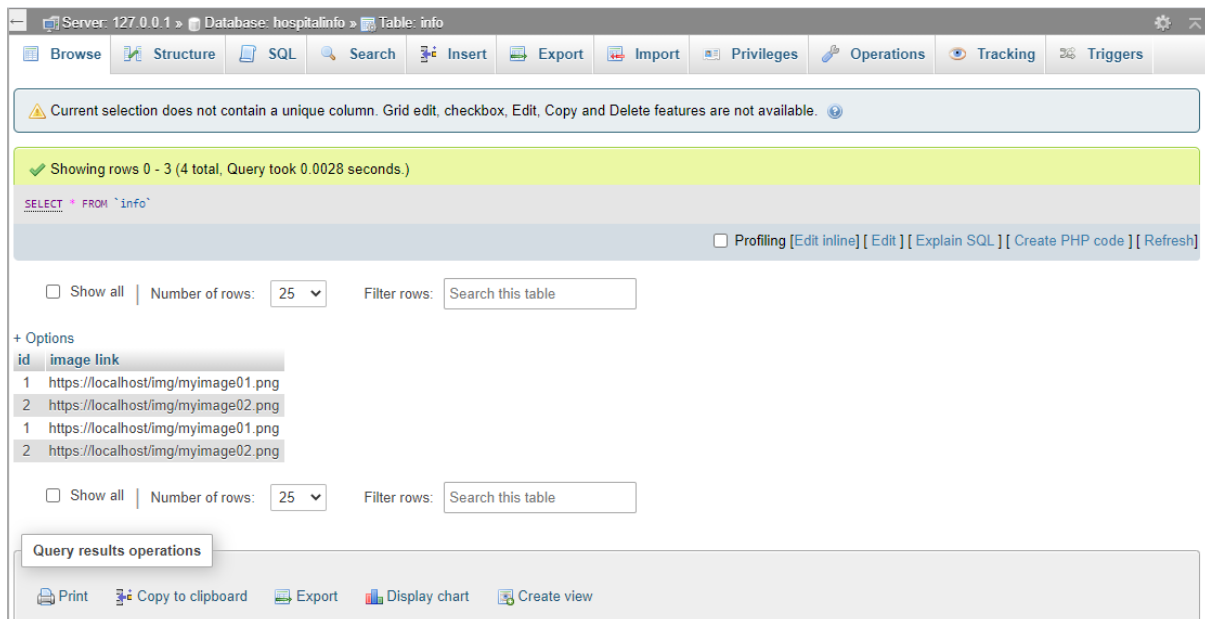 Server: 127.0.0.1 » Database: hospitalinfo » Table: info
Browse Structure SQL Search Insert Export Import Privileges Operations Tracking Triggers
Current selection does not contain a unique column. Grid edit, checkbox, Edit, Copy and Delete features are not available.
Showing rows 0 - 3 (4 total, Query took 0.0028 seconds.)
SELECT * FROM `info`
Profiling [Edit inline] [ Edit ] [ Explain SQL ] [ Create PHP code ] [ Refresh]
Show all | Number of rows: 25 Filter rows: Search this table
+ Options
id image link
1 https://localhost/img/myimage01.png
2 https://localhost/img/myimage02.png
1 https://localhost/img/myimage01.png
2 https://localhost/img/myimage02.png
Show all | Number of rows: 25 Filter rows: Search this table
Query results operations
Print Copy to clipboard Export Display chart Create view